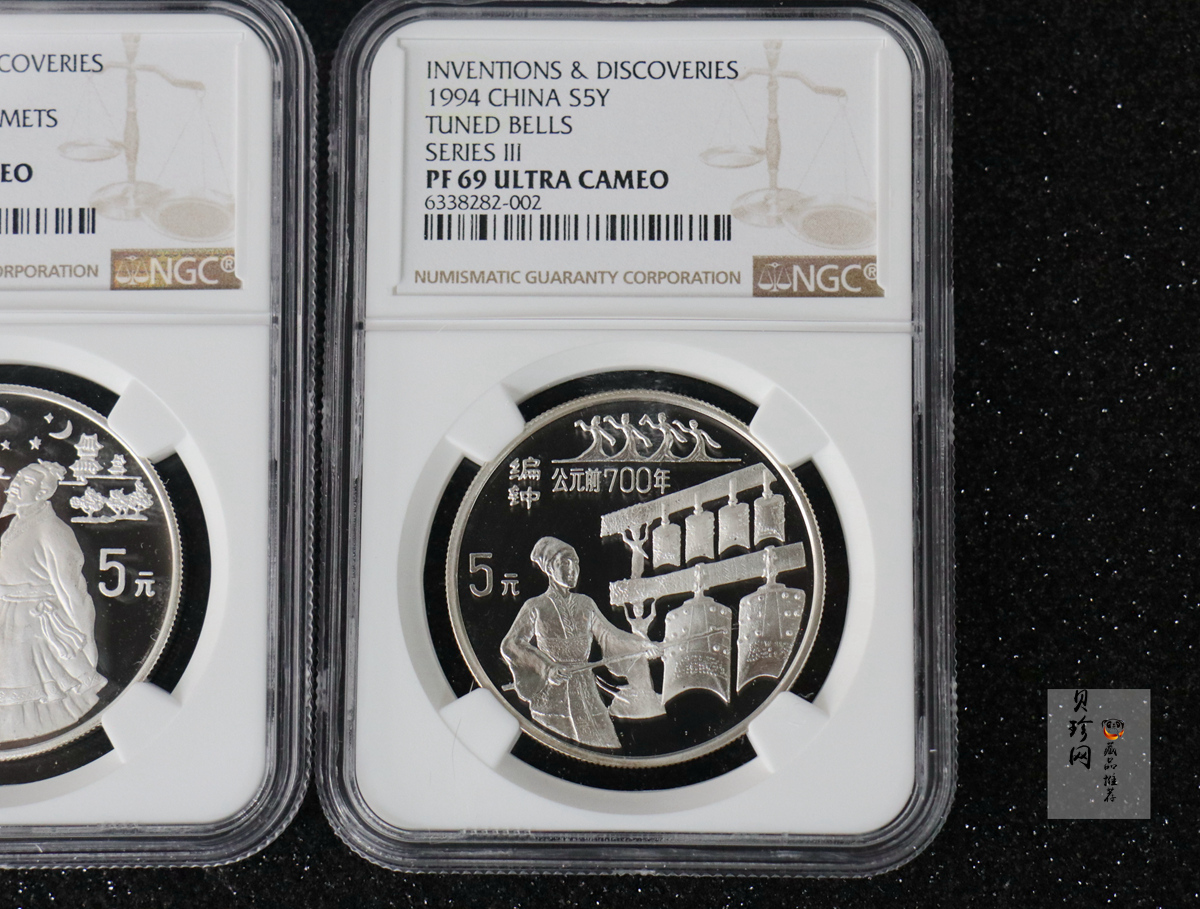 COVERIES
METS
EO
ORPORATION
NGC®
5元
INVENTIONS & DISCOVERIES
1994 CHINA S5Y
TUNED BELLS
SERIES III
PF 69 ULTRA CAMEO
6338282-002
NUMISMATIC GUARANTY CORPORATION
NGC®
编钟
公元前700年
5元
贝珍网
藏品推荐